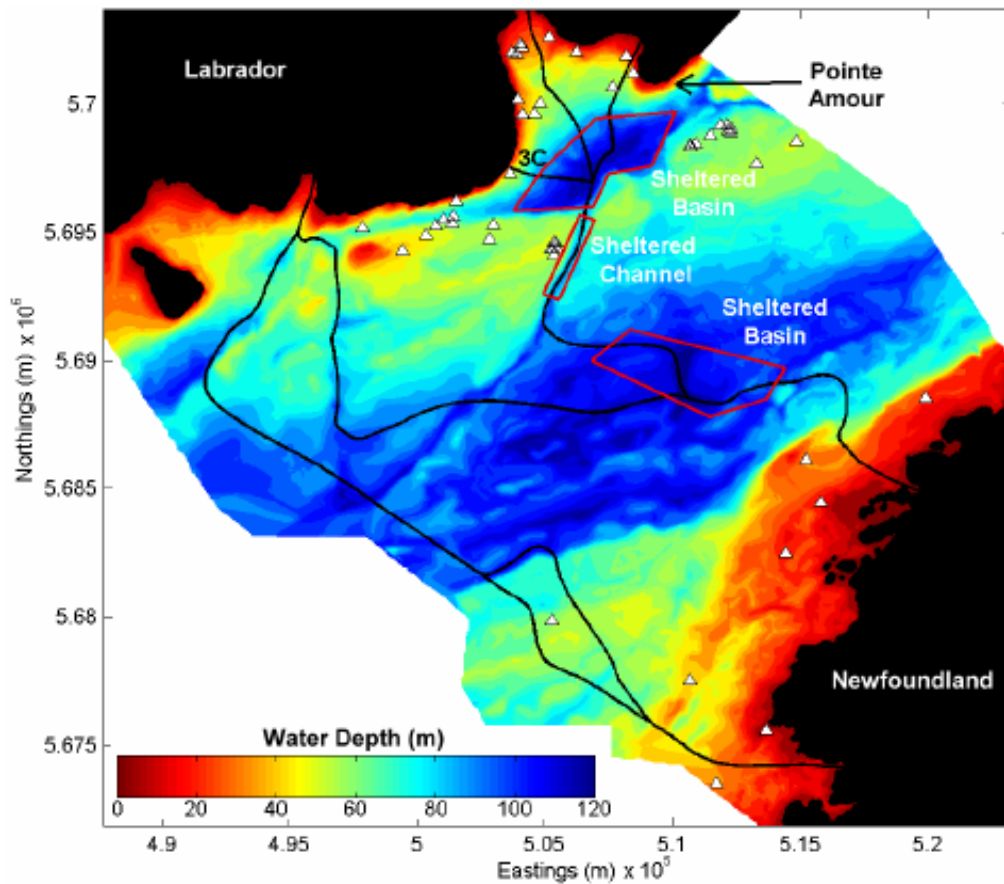 Labrador
Pointe
Amour
3C
Sheltered
Basin
Sheltered
Channel
Sheltered
Basin
Newfoundland
Water Depth (m)
0 20 40 60 80 100 120
Northings (m) x 10⁶
5.7
5.695
5.69
5.685
5.68
5.675
4.9 4.95 5 5.05 5.1 5.15 5.2
Eastings (m) x 10⁵